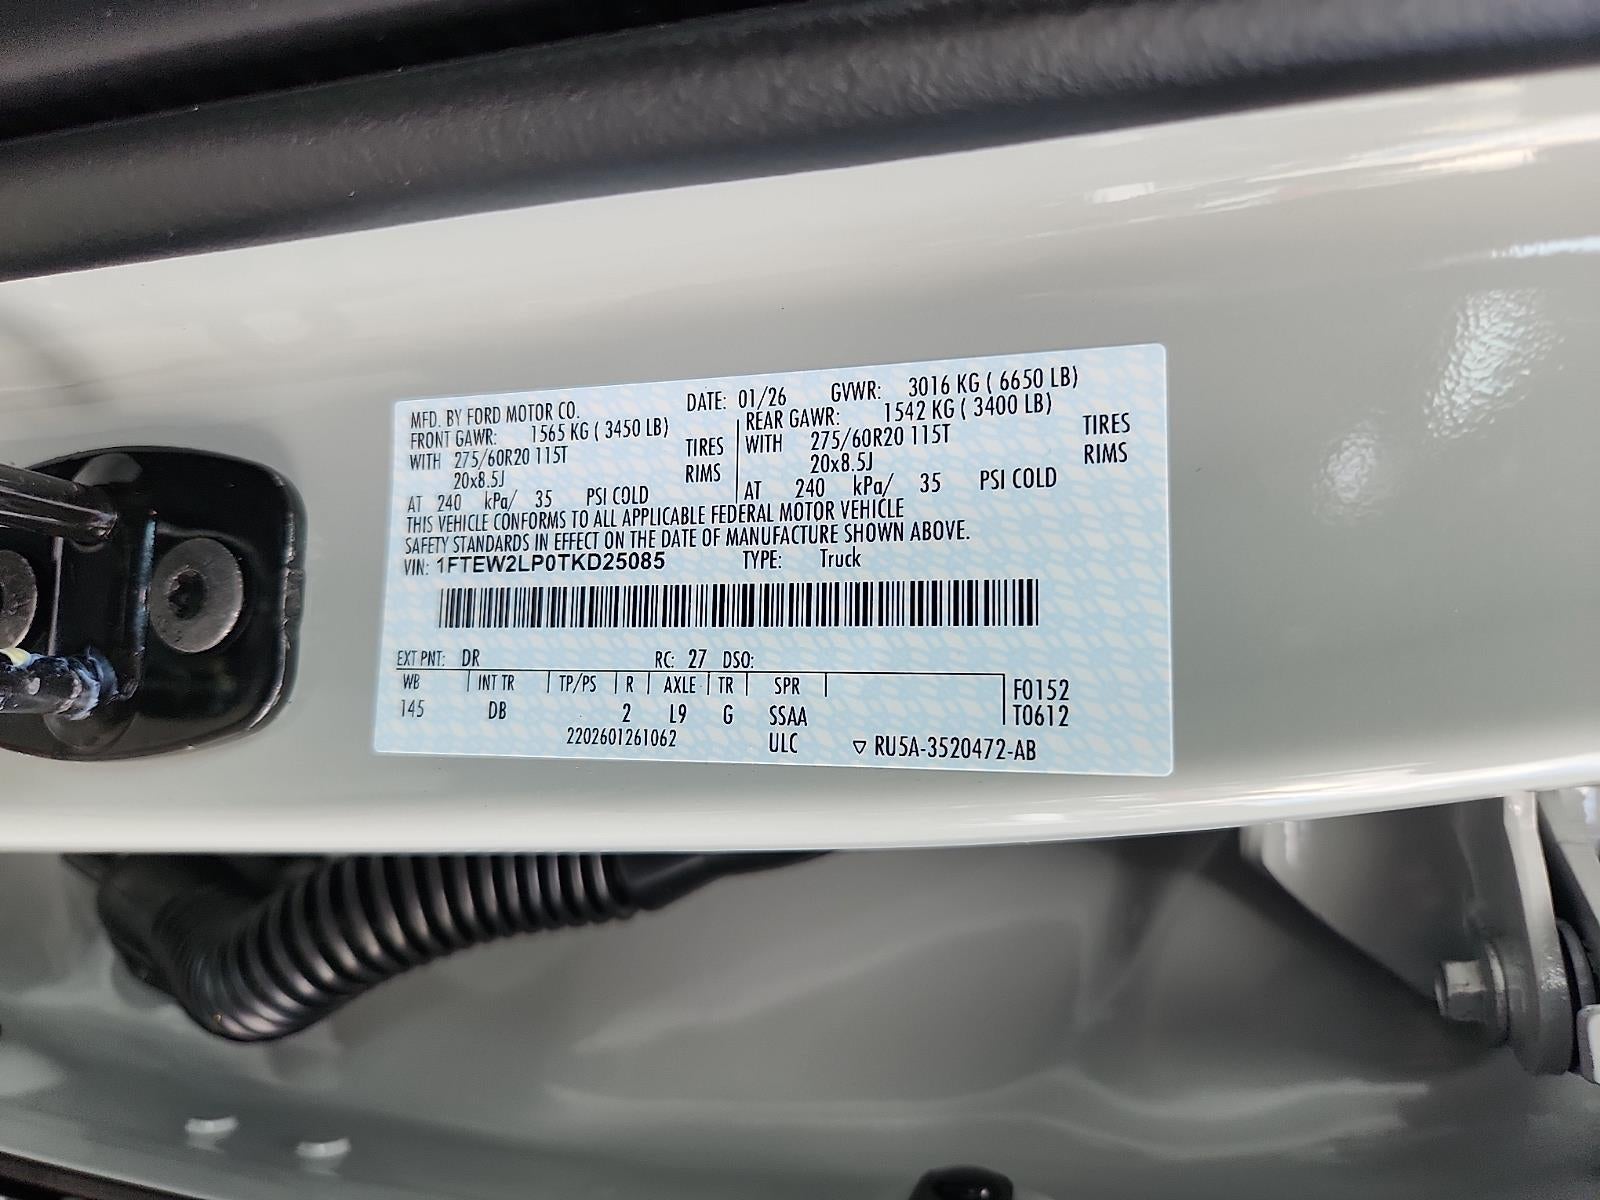 MFD. BY FORD MOTOR CO. DATE: 01/26 GVWR: 3016 KG ( 6650 LB)
FRONT GAWR: 1565 KG ( 3450 LB) REAR GAWR: 1542 KG ( 3400 LB)
WITH 275/60R20 115T TIRES WITH 275/60R20 115T TIRES
20x8.5J RIMS 20x8.5J RIMS
AT 240 kPa/ 35 PSI COLD AT 240 kPa/ 35 PSI COLD
THIS VEHICLE CONFORMS TO ALL APPLICABLE FEDERAL MOTOR VEHICLE
SAFETY STANDARDS IN EFFECT ON THE DATE OF MANUFACTURE SHOWN ABOVE.
VIN: 1FTEW2LP0TKD25085 TYPE: Truck
EXT PNT: DR RC: 27 DSO:
WB INT TR TP/PS R AXLE TR SPR F0152
145 DB 2 L9 G SSAA T0612
2202601261062 ULC ▽ RU5A-3520472-AB